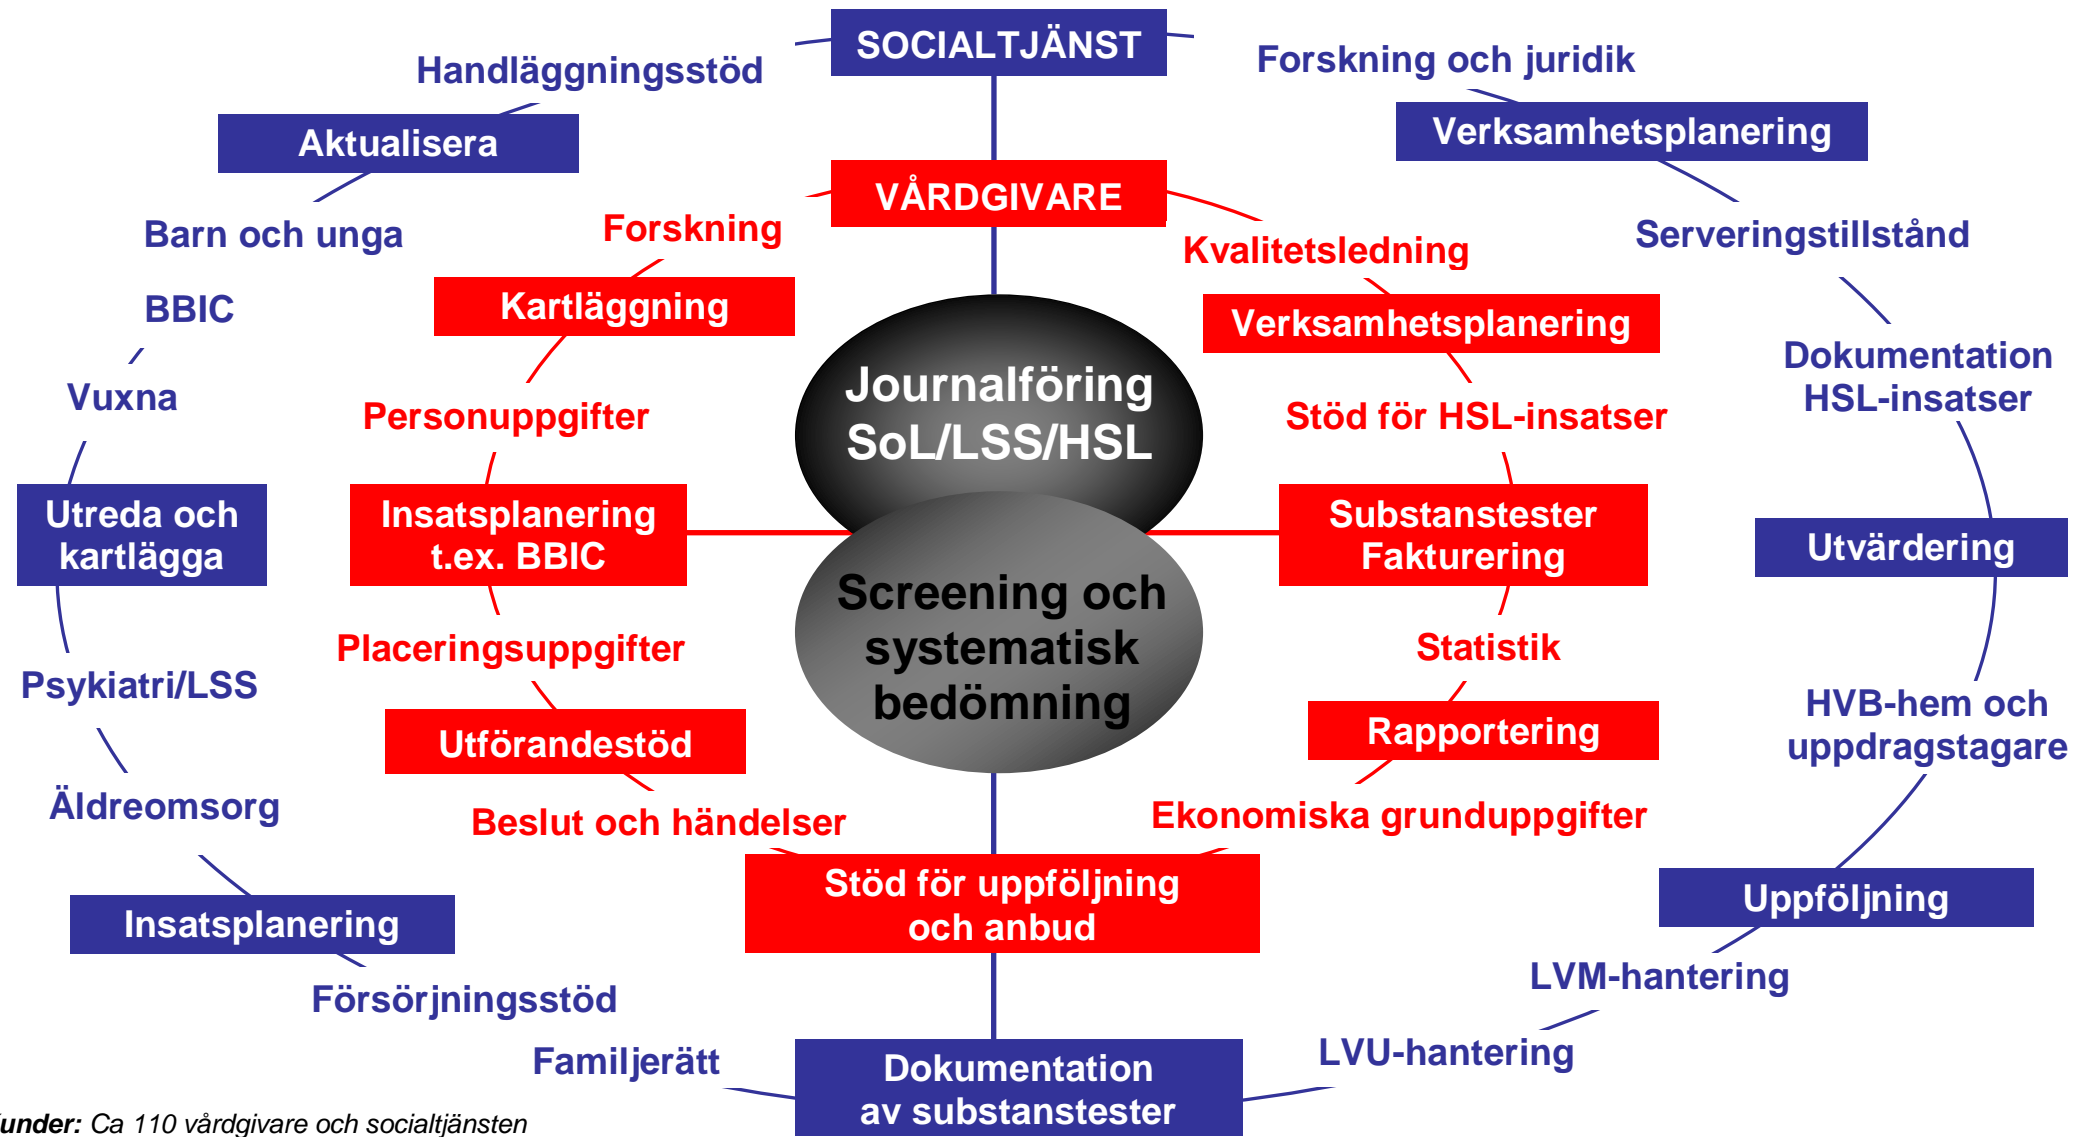 SOCIALTJÄNST
Handläggningsstöd
Forskning och juridik
Aktualisera
Verksamhetsplanering
VÅRDGIVARE
Barn och unga
Forskning
Kvalitetsledning
Serveringstillstånd
BBIC
Kartläggning
Verksamhetsplanering
Vuxna
Personuppgifter
Journalföring
SoL/LSS/HSL
Stöd för HSL-insatser
Dokumentation
HSL-insatser
Utreda och
kartlägga
Insatsplanering
t.ex. BBIC
Substanstester
Fakturering
Utvärdering
Screening och
systematisk
bedömning
Psykiatri/LSS
Placeringsuppgifter
Statistik
HVB-hem och
uppdragstagare
Utförandestöd
Rapportering
Äldreomsorg
Beslut och händelser
Ekonomiska grunduppgifter
Stöd för uppföljning
och anbud
Insatsplanering
Uppföljning
Försörjningsstöd
LVM-hantering
Familjerätt
Dokumentation
av substanstester
LVU-hantering
under: Ca 110 vårdgivare och socialtjänsten